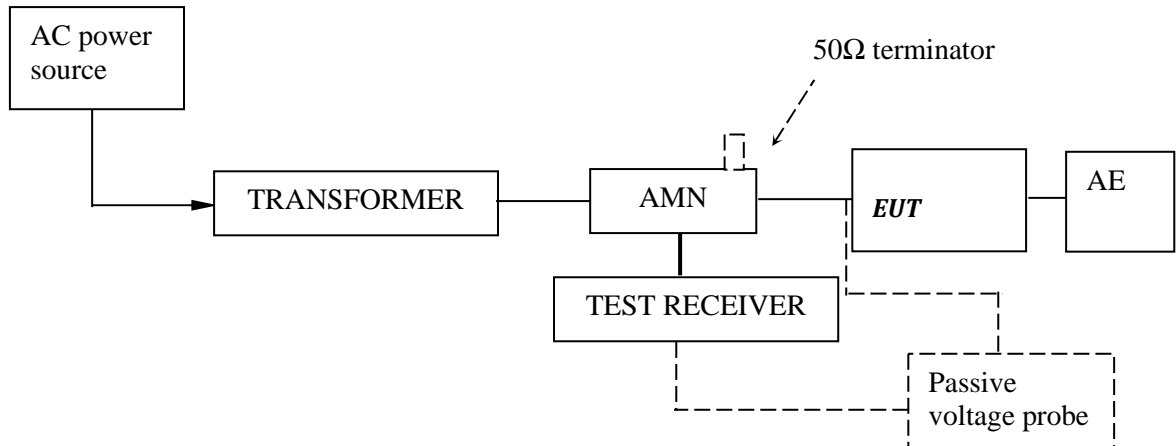 AC power
source
50Ω terminator
TRANSFORMER
AMN
EUT
AE
TEST RECEIVER
Passive
voltage probe